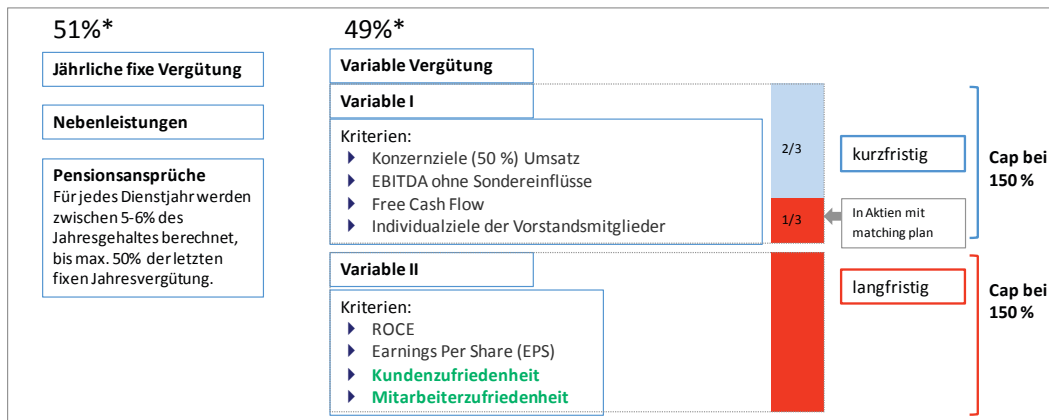 51%*
Jährliche fixe Vergütung
Nebenleistungen
Pensionsansprüche
Für jedes Dienstjahr werden
zwischen 5-6% des
Jahresgehaltes berechnet,
bis max. 50% der letzten
fixen Jahresvergütung.
49%*
Variable Vergütung
Variable I
Kriterien:
Konzernziele (50 %) Umsatz
EBITDA ohne Sondereinflüsse
Free Cash Flow
Individualziele der Vorstandsmitglieder
2/3
1/3
kurzfristig
In Aktien mit
matching plan
Cap bei
150 %
Variable II
Kriterien:
ROCE
Earnings Per Share (EPS)
Kundenzufriedenheit
Mitarbeiterzufriedenheit
langfristig
Cap bei
150 %